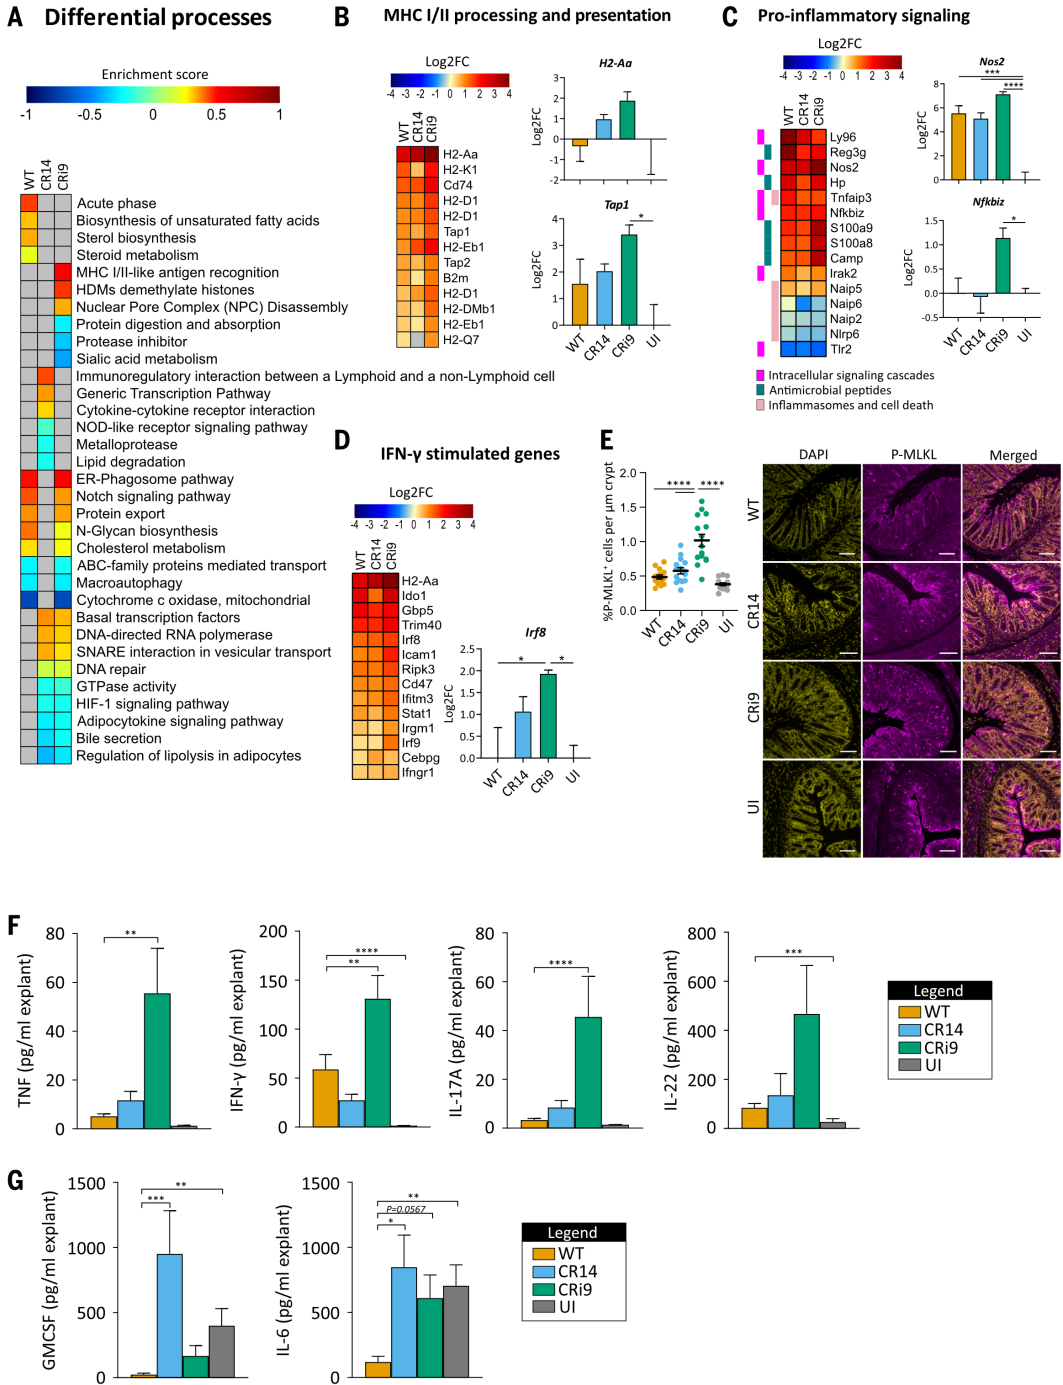 A Differential processes
Enrichment score
-1 -0.5 0 0.5 1
WT CR14 CRi9
Acute phase
Biosynthesis of unsaturated fatty acids
Sterol biosynthesis
Steroid metabolism
MHC I/II-like antigen recognition
HDMs demethylate histones
Nuclear Pore Complex (NPC) Disassembly
Protein digestion and absorption
Protease inhibitor
Sialic acid metabolism
Immunoregulatory interaction between a Lymphoid and a non-Lymphoid cell
Generic Transcription Pathway
Cytokine-cytokine receptor interaction
NOD-like receptor signaling pathway
Metalloprotease
Lipid degradation
ER-Phagosome pathway
Notch signaling pathway
Protein export
N-Glycan biosynthesis
Cholesterol metabolism
ABC-family proteins mediated transport
Macroautophagy
Cytochrome c oxidase, mitochondrial
Basal transcription factors
DNA-directed RNA polymerase
SNARE interaction in vesicular transport
DNA repair
GTPase activity
HIF-1 signaling pathway
Adipocytokine signaling pathway
Bile secretion
Regulation of lipolysis in adipocytes
B MHC I/II processing and presentation
Log2FC
-4 -3 -2 -1 0 1 2 3 4
WT CR14 CRi9
H2-Aa
H2-K1
Cd74
H2-D1
H2-D1
Tap1
H2-Eb1
Tap2
B2m
H2-D1
H2-DMb1
H2-Eb1
H2-Q7
H2-Aa
Log2FC
3
2
1
0
-1
-2
Tap1
Log2FC
4
3
2
1
0
*
WT CR14 CRi9 UI
C Pro-inflammatory signaling
Log2FC
-4 -3 -2 -1 0 1 2 3 4
WT CR14 CRi9
Ly96
Reg3g
Nos2
Hp
Tnfaip3
Nfkbiz
S100a9
S100a8
Camp
Irak2
Naip5
Naip6
Naip2
Nlrp6
Tlr2
Intracellular signaling cascades
Antimicrobial peptides
Inflammasomes and cell death
Nos2
Log2FC
8
6
4
2
0
***
****
Nfkbiz
Log2FC
1.5
1.0
0.5
0.0
-0.5
*
WT CR14 CRi9 UI
D IFN-γ stimulated genes
Log2FC
-4 -3 -2 -1 0 1 2 3 4
WT CR14 CRi9
H2-Aa
Ido1
Gbp5
Trim40
Irf8
Icam1
Ripk3
Cd47
Ifitm3
Stat1
Irgm1
Irf9
Cebpg
Ifngr1
Irf8
Log2FC
2.5
2.0
1.5
1.0
0.5
0.0
* *
WT CR14 CRi9 UI
E
%P-MLKL+ cells per µm crypt
2.0
1.5
1.0
0.5
0.0
**** ****
WT CR14 CRi9 UI
DAPI P-MLKL Merged
WT
CR14
CRi9
UI
F
TNF (pg/ml explant)
80
60
40
20
0
**
IFN-γ (pg/ml explant)
200
150
100
50
0
****
**
IL-17A (pg/ml explant)
80
60
40
20
0
****
IL-22 (pg/ml explant)
800
600
400
200
0
***
Legend
WT
CR14
CRi9
UI
G
GMCSF (pg/ml explant)
1500
1000
500
0
**
***
IL-6 (pg/ml explant)
1500
1000
500
0
**
P=0.0567
*
Legend
WT
CR14
CRi9
UI